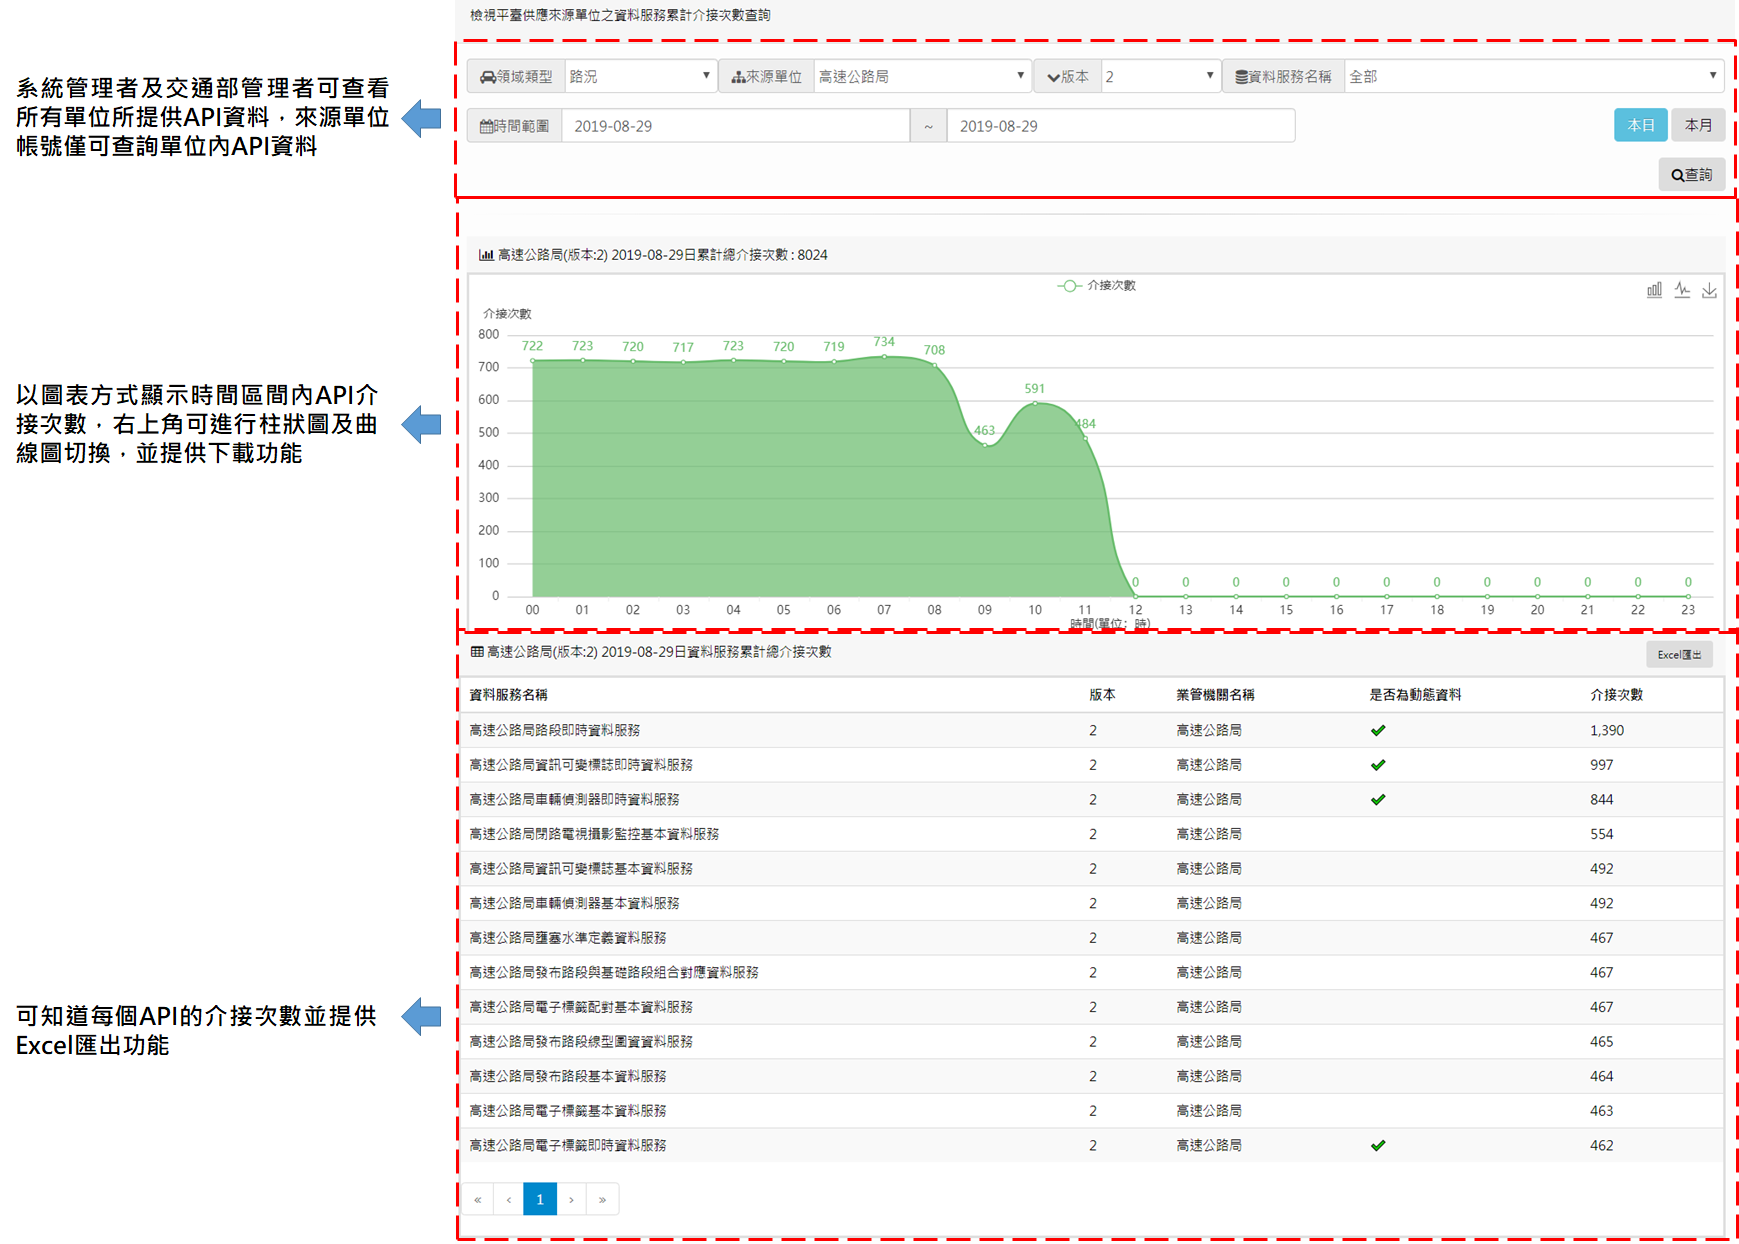 檢視平臺供應來源單位之資料服務累計介接次數查詢
系統管理者及交通部管理者可查看
所有單位所提供API資料，來源單位
帳號僅可查詢單位內API資料
領域類型 路況 來源單位 高速公路局 版本 2 資料服務名稱 全部
時間範圍 2019-08-29 ~ 2019-08-29 本日 本月
查詢
高速公路局(版本:2) 2019-08-29日累計總介接次數 : 8024
介接次數
介接次數
以圖表方式顯示時間區間內API介
接次數，右上角可進行柱狀圖及曲
線圖切換，並提供下載功能
800
700
600
500
400
300
200
100
0
722 723 720 717 723 720 719 734 708 463 591 484 0 0 0 0 0 0 0 0 0 0 0 0
00 01 02 03 04 05 06 07 08 09 10 11 12 13 14 15 16 17 18 19 20 21 22 23
時間(單位：時)
高速公路局(版本:2) 2019-08-29日資料服務累計總介接次數 Excel匯出
資料服務名稱 版本 業管機關名稱 是否為動態資料 介接次數
高速公路局路段即時資料服務 2 高速公路局 ✔ 1,390
高速公路局資訊可變標誌即時資料服務 2 高速公路局 ✔ 997
高速公路局車輛偵測器即時資料服務 2 高速公路局 ✔ 844
高速公路局閉路電視攝影監控基本資料服務 2 高速公路局 554
高速公路局資訊可變標誌基本資料服務 2 高速公路局 492
高速公路局車輛偵測器基本資料服務 2 高速公路局 492
高速公路局壅塞水準定義資料服務 2 高速公路局 467
高速公路局發布路段與基礎路段組合對應資料服務 2 高速公路局 467
高速公路局電子標籤配對基本資料服務 2 高速公路局 467
高速公路局發布路段線型圖資資料服務 2 高速公路局 465
高速公路局發布路段基本資料服務 2 高速公路局 464
高速公路局電子標籤基本資料服務 2 高速公路局 463
高速公路局電子標籤即時資料服務 2 高速公路局 ✔ 462
可知道每個API的介接次數並提供
Excel匯出功能
« ‹ 1 › »